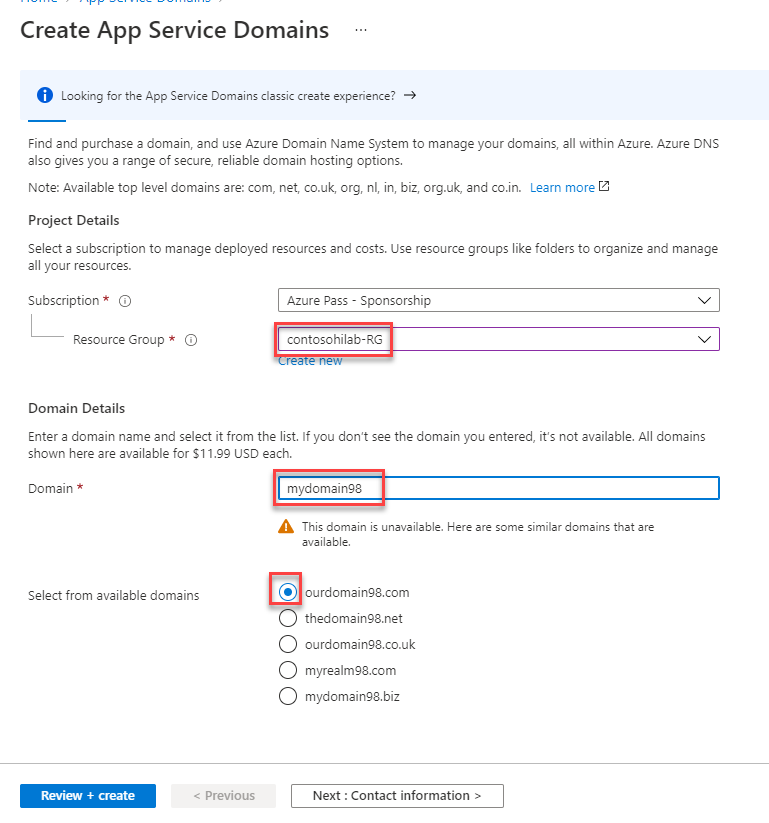 Home > App Service Domains >
Create App Service Domains ...
Looking for the App Service Domains classic create experience? →
Find and purchase a domain, and use Azure Domain Name System to manage your domains, all within Azure. Azure DNS
also gives you a range of secure, reliable domain hosting options.
Note: Available top level domains are: com, net, co.uk, org, nl, in, biz, org.uk, and co.in. Learn more
Project Details
Select a subscription to manage deployed resources and costs. Use resource groups like folders to organize and manage
all your resources.
Subscription * Azure Pass - Sponsorship
Resource Group * contosohilab-RG
Create new
Domain Details
Enter a domain name and select it from the list. If you don't see the domain you entered, it's not available. All domains
shown here are available for $11.99 USD each.
Domain * mydomain98
This domain is unavailable. Here are some similar domains that are
available.
Select from available domains ourdomain98.com
thedomain98.net
ourdomain98.co.uk
myrealm98.com
mydomain98.biz
Review + create < Previous Next : Contact information >